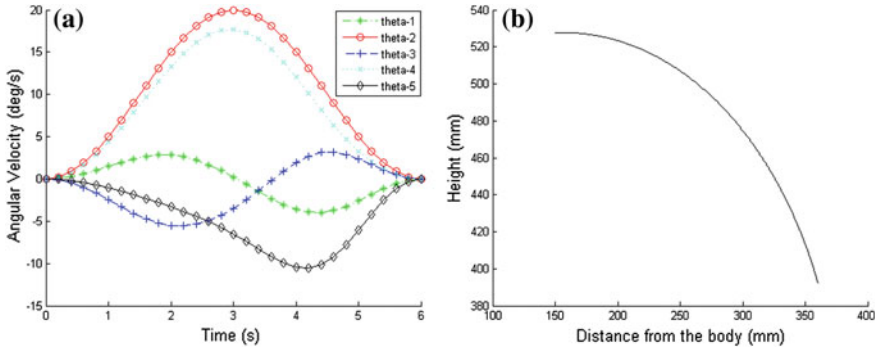 (a)
20
15
10
5
0
-5
-10
-15
0
1
2
3
4
5
6
Angular Velocity (deg/s)
Time (s)
theta-1
theta-2
theta-3
theta-4
theta-5
(b)
540
520
500
480
460
440
420
400
380
100
150
200
250
300
350
400
Height (mm)
Distance from the body (mm)